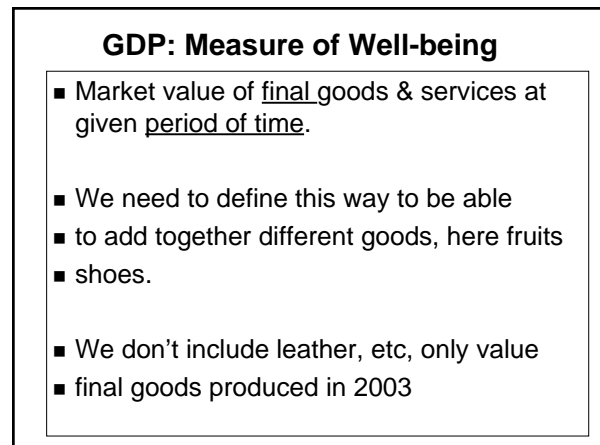 GDP: Measure of Well-being
■ Market value of final goods & services at
given period of time.
■ We need to define this way to be able
■ to add together different goods, here fruits
■ shoes.
■ We don't include leather, etc, only value
■ final goods produced in 2003